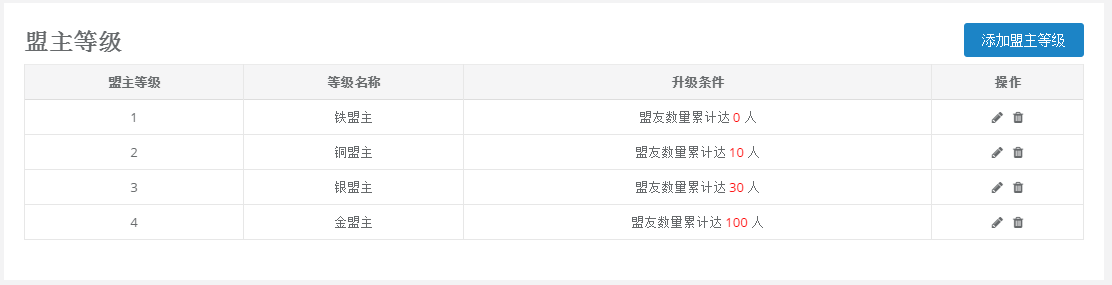 盟主等级
添加盟主等级
盟主等级 等级名称 升级条件 操作
1 铁盟主 盟友数量累计达 0 人
2 铜盟主 盟友数量累计达 10 人
3 银盟主 盟友数量累计达 30 人
4 金盟主 盟友数量累计达 100 人